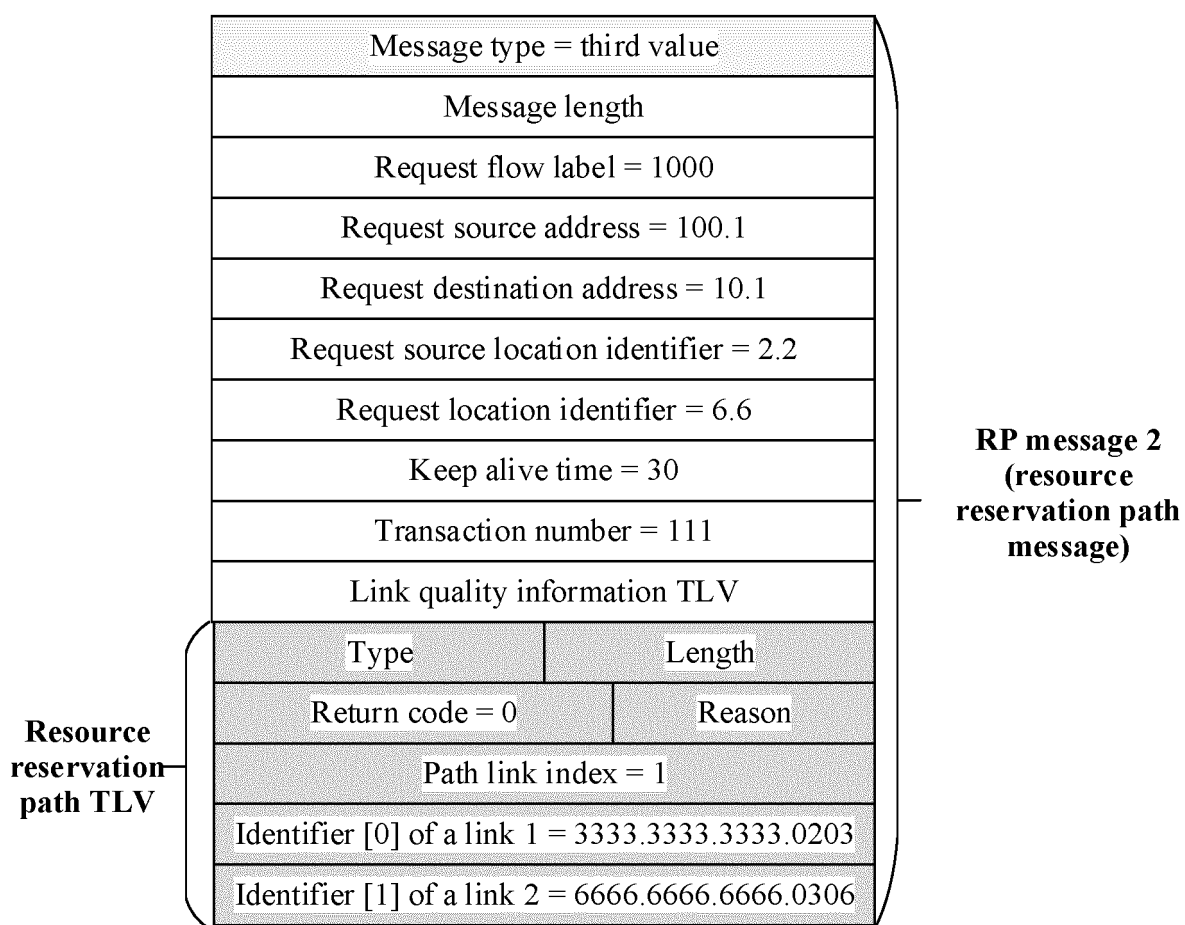 Message type = third value
Message length
Request flow label = 1000
Request source address = 100.1
Request destination address = 10.1
Request source location identifier = 2.2
Request location identifier = 6.6
Keep alive time = 30
Transaction number = 111
Link quality information TLV
Type
Length
Return code = 0
Reason
Path link index = 1
Identifier [0] of a link 1 = 3333.3333.3333.0203
Identifier [1] of a link 2 = 6666.6666.6666.0306
RP message 2
(resource
reservation path
message)
Resource
reservation
path TLV